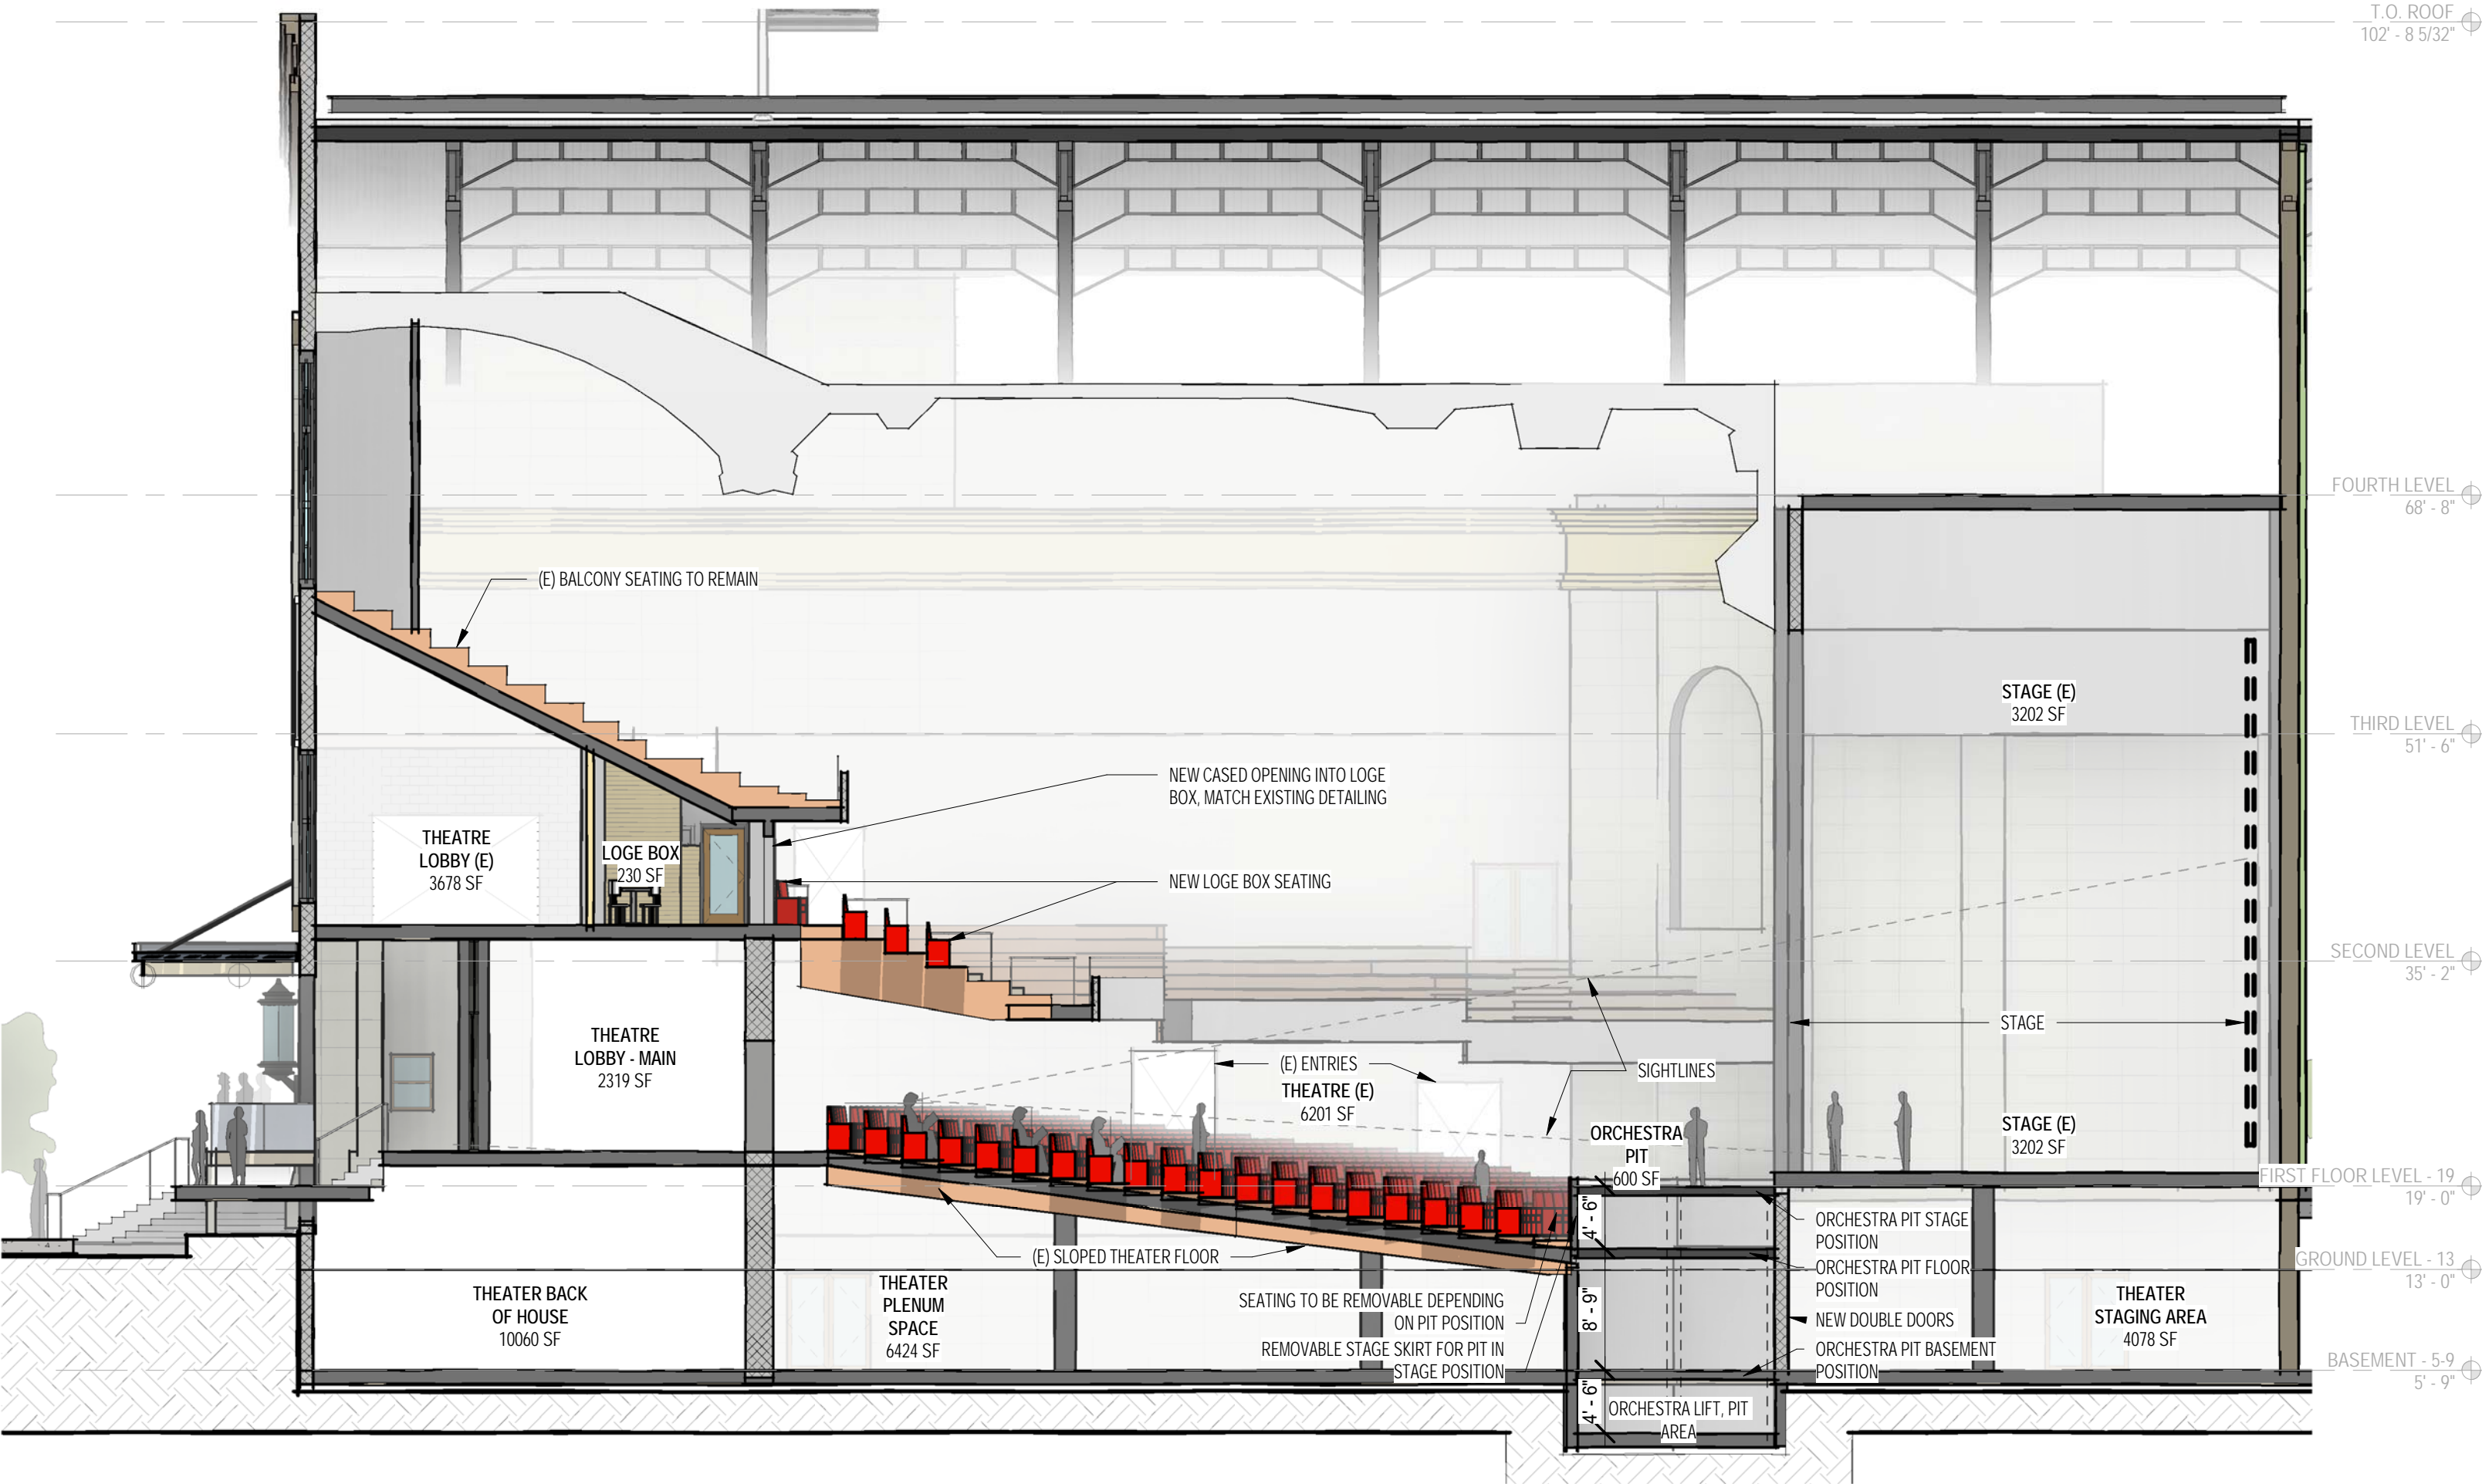 T.O. ROOF
102' - 8 5/32"
FOURTH LEVEL
68' - 8"
(E) BALCONY SEATING TO REMAIN
STAGE (E)
3202 SF
THIRD LEVEL
51' - 6"
NEW CASED OPENING INTO LOGE
BOX, MATCH EXISTING DETAILING
THEATRE
LOBBY (E)
3678 SF
LOGE BOX
230 SF
NEW LOGE BOX SEATING
SECOND LEVEL
35' - 2"
STAGE
THEATRE
LOBBY - MAIN
2319 SF
(E) ENTRIES
THEATRE (E)
6201 SF
SIGHTLINES
ORCHESTRA
PIT
600 SF
STAGE (E)
3202 SF
FIRST FLOOR LEVEL - 19
19' - 0"
4' - 6"
ORCHESTRA PIT STAGE
POSITION
(E) SLOPED THEATER FLOOR
ORCHESTRA PIT FLOOR
POSITION
GROUND LEVEL - 13
13' - 0"
THEATER BACK
OF HOUSE
10060 SF
THEATER
PLENUM
SPACE
6424 SF
SEATING TO BE REMOVABLE DEPENDING
ON PIT POSITION
REMOVABLE STAGE SKIRT FOR PIT IN
STAGE POSITION
8' - 9"
NEW DOUBLE DOORS
ORCHESTRA PIT BASEMENT
POSITION
THEATER
STAGING AREA
4078 SF
BASEMENT - 5-9
5' - 9"
4' - 6"
ORCHESTRA LIFT, PIT
AREA